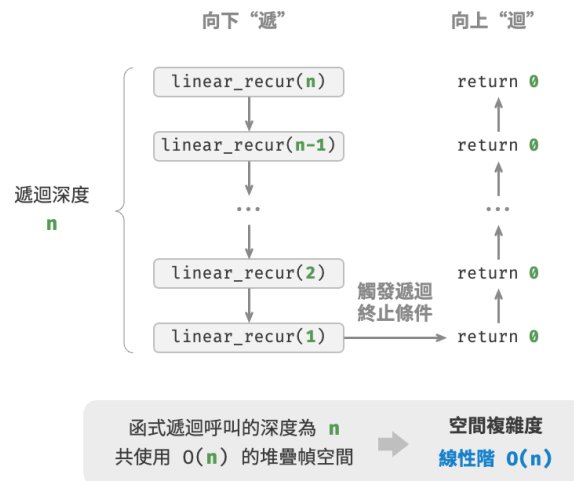 向下“遞”
向上“迴”
linear_recur(n)
return 0
linear_recur(n-1)
return 0
遞迴深度
n
...
...
linear_recur(2)
return 0
觸發遞迴
終止條件
linear_recur(1)
return 0
函式遞迴呼叫的深度為 n
共使用 O(n) 的堆疊幀空間
空間複雜度
線性階 O(n)